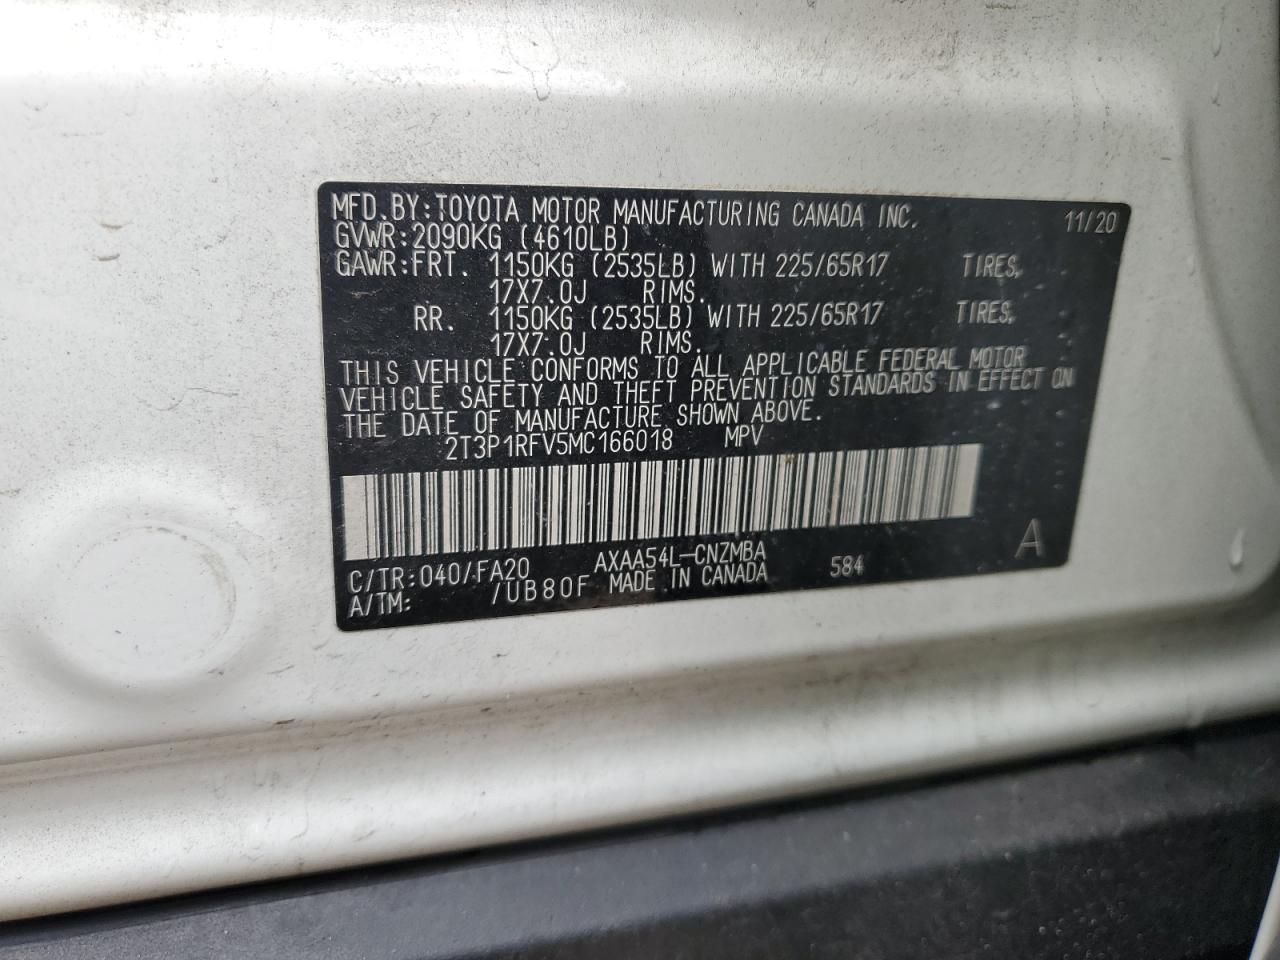 MFD.BY:TOYOTA MOTOR MANUFACTURING CANADA INC. 11/20
GVWR:2090KG (4610LB)
GAWR:FRT. 1150KG (2535LB) WITH 225/65R17 TIRES,
17X7.0J RIMS.
RR. 1150KG (2535LB) WITH 225/65R17 TIRES,
17X7.0J RIMS.
THIS VEHICLE CONFORMS TO ALL APPLICABLE FEDERAL MOTOR
VEHICLE SAFETY AND THEFT PREVENTION STANDARDS IN EFFECT ON
THE DATE OF MANUFACTURE SHOWN ABOVE.
2T3P1RFV5MC166018 MPV
C/TR:040/FA20 AXAA54L-CNZMBA 584 A
A/TM: /UB80F MADE IN CANADA